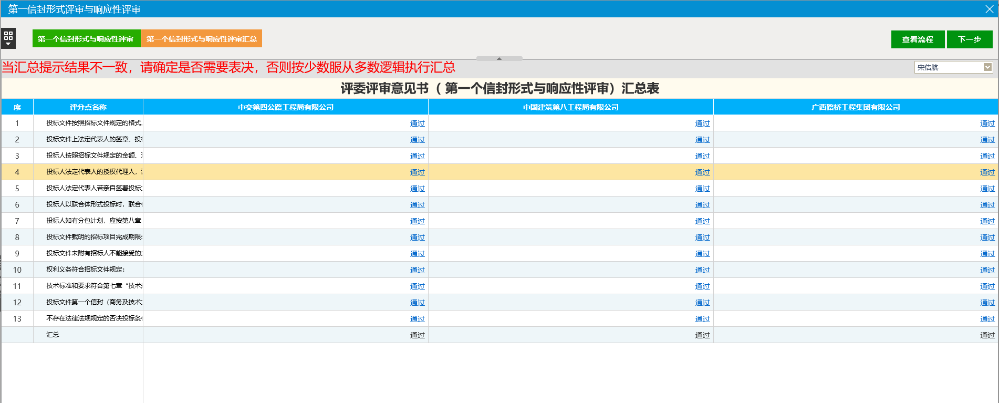 第一信封形式评审与响应性评审
第一个信封形式与响应性评审 第一个信封形式与响应性评审汇总 查看流程 下一步
当汇总提示结果不一致，请确定是否需要表决，否则按少数服从多数逻辑执行汇总 宋佶航
评委评审意见书（ 第一个信封形式与响应性评审）汇总表
序 评分点名称 中交第四公路工程局有限公司 中国建筑第八工程局有限公司 广西路桥工程集团有限公司
1 投标文件按照招标文件规定的格式. 通过 通过 通过
2 投标文件上法定代表人的签章、投 通过 通过 通过
3 投标人按照招标文件规定的金额、 通过 通过 通过
4 投标人法定代表人的授权代理人， 通过 通过 通过
5 投标人法定代表人若亲自签署投标 通过 通过 通过
6 投标人以联合体形式投标时，联合 通过 通过 通过
7 投标人如有分包计划，应按第八章 通过 通过 通过
8 投标文件载明的招标项目完成期限 通过 通过 通过
9 投标文件未附有招标人不能接受的 通过 通过 通过
10 权利义务符合招标文件规定： 通过 通过 通过
11 技术标准和要求符合第七章“技术 通过 通过 通过
12 投标文件第一个信封（商务及技术 通过 通过 通过
13 不存在法律法规规定的否决投标条 通过 通过 通过
汇总 通过 通过 通过